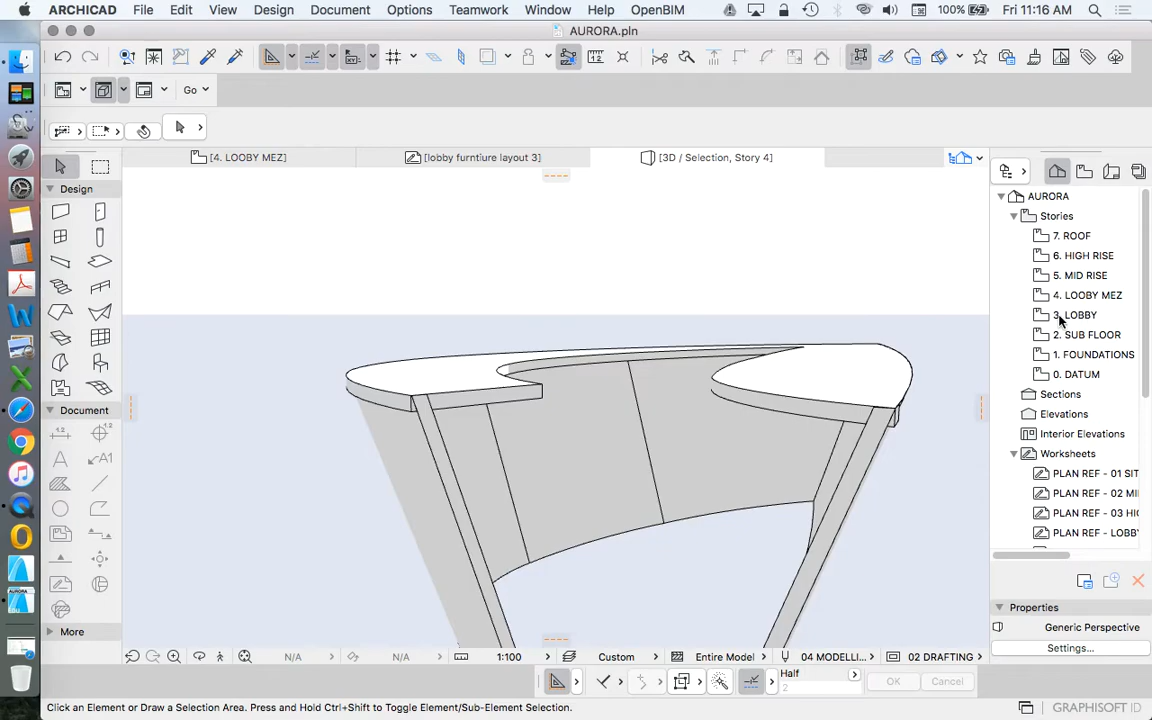 ARCHICAD File Edit View Design Document Options Teamwork Window Help OpenBIM 100% Fri 11:16 AM
AURORA.pln
Go
[4. LOOBY MEZ] [lobby furntiure layout 3] [3D / Selection, Story 4]
Design
AURORA
Stories
7. ROOF
6. HIGH RISE
5. MID RISE
4. LOOBY MEZ
3. LOBBY
2. SUB FLOOR
1. FOUNDATIONS
0. DATUM
Sections
Document
Elevations
A A1
Interior Elevations
Worksheets
PLAN REF - 01 SIT
PLAN REF - 02 MI
PLAN REF - 03 HI
PLAN REF - LOBBY
Properties
Generic Perspective
More
Settings...
N/A N/A 1:100 Custom Entire Model 04 MODELLI... 02 DRAFTING
Half
2
OK Cancel
Click an Element or Draw a Selection Area. Press and Hold Ctrl+Shift to Toggle Element/Sub-Element Selection.
GRAPHISOFT ID